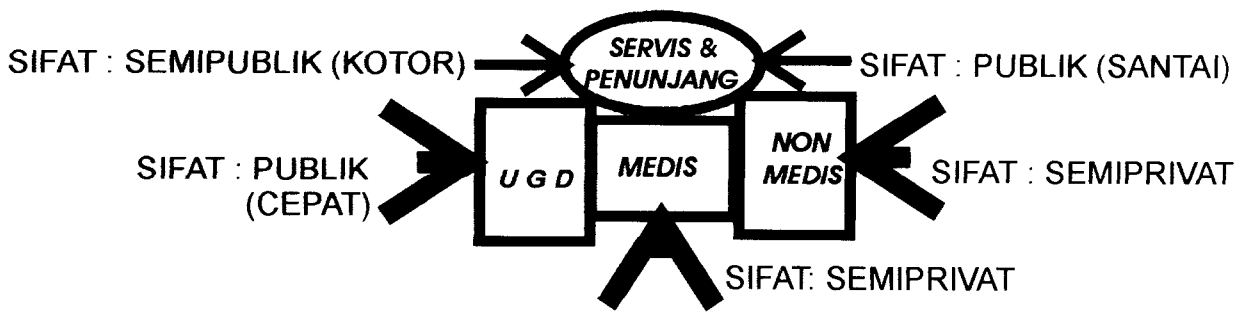 SERVIS &
PENUNJANG
SIFAT : SEMIPUBLIK (KOTOR)
SIFAT : PUBLIK (SANTAI)
SIFAT : PUBLIK
(CEPAT)
U G D
MEDIS
NON
MEDIS
SIFAT : SEMIPRIVAT
SIFAT: SEMIPRIVAT